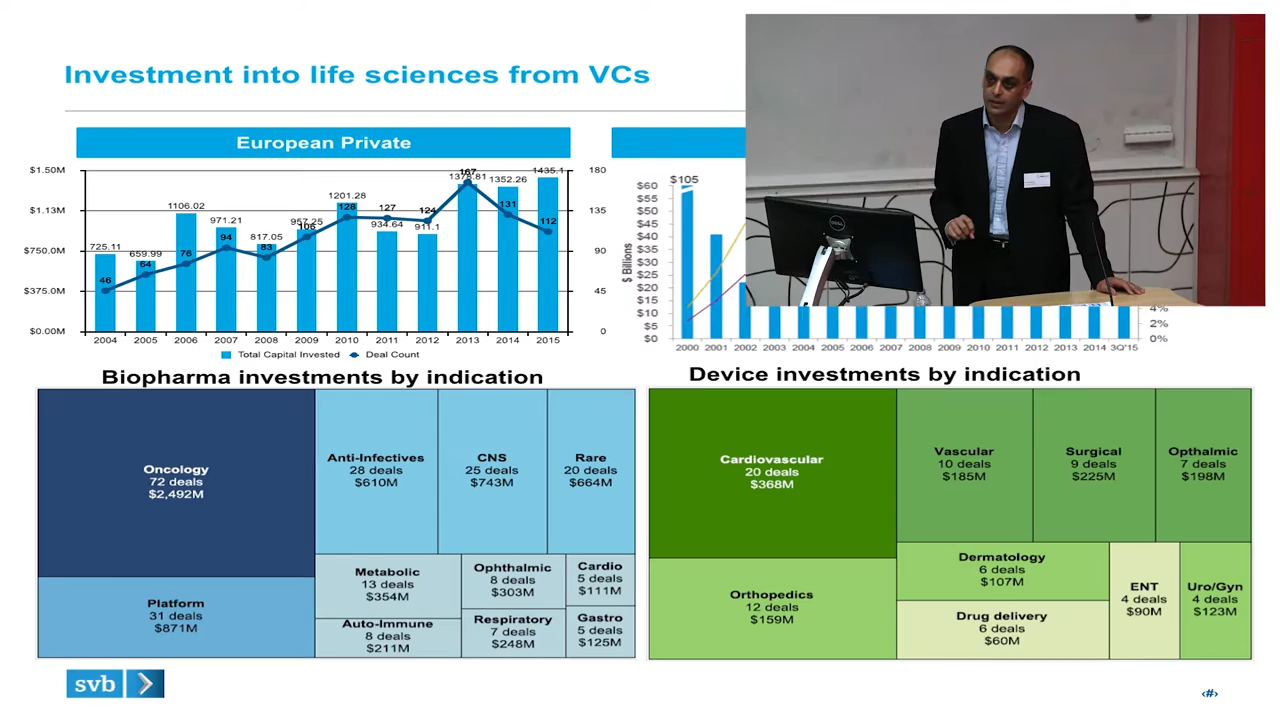 Investment into life sciences from VCs
European Private
$1.50M
$1.13M
$750.0M
$375.0M
$0.00M
180
135
90
45
0
725.11
659.99
1106.02
971.21
817.05
957.25
1201.28
934.64
911.1
1378.81
1352.26
1435.1
46
64
76
94
83
106
128
127
124
167
131
112
2004 2005 2006 2007 2008 2009 2010 2011 2012 2013 2014 2015
Total Capital Invested Deal Count
$105
$ Billions
$60
$55
$50
$45
$40
$35
$30
$25
$20
$15
$10
$5
$0
4%
2%
0%
2000 2001 2002 2003 2004 2005 2006 2007 2008 2009 2010 2011 2012 2013 2014 3Q'15
DELL
Biopharma investments by indication
Oncology
72 deals
$2,492M
Platform
31 deals
$871M
Anti-Infectives
28 deals
$610M
CNS
25 deals
$743M
Rare
20 deals
$664M
Metabolic
13 deals
$354M
Auto-Immune
8 deals
$211M
Ophthalmic
8 deals
$303M
Respiratory
7 deals
$248M
Cardio
5 deals
$111M
Gastro
5 deals
$125M
Device investments by indication
Cardiovascular
20 deals
$368M
Orthopedics
12 deals
$159M
Vascular
10 deals
$185M
Surgical
9 deals
$225M
Opthalmic
7 deals
$198M
Dermatology
6 deals
$107M
Drug delivery
6 deals
$60M
ENT
4 deals
$90M
Uro/Gyn
4 deals
$123M
svb
‹#›